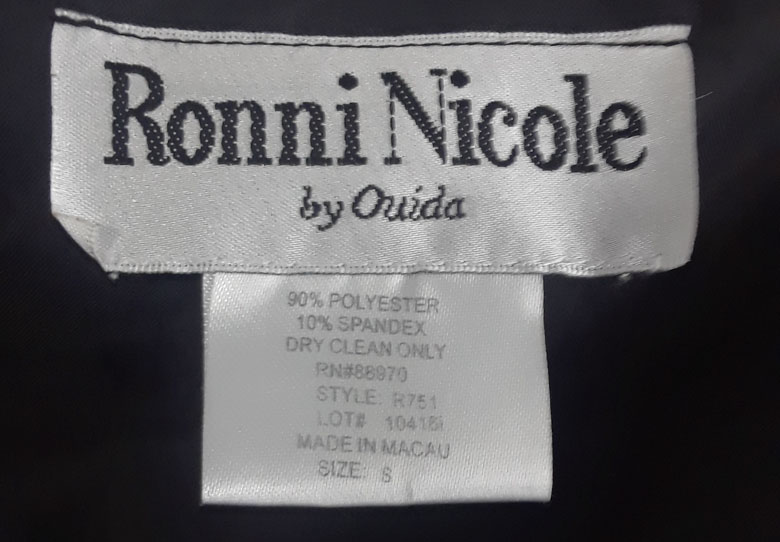 Ronni Nicole
by Ouida
90% POLYESTER
10% SPANDEX
DRY CLEAN ONLY
RN#88970
STYLE: R751
LOT#
MADE IN MACAU
SIZE: S